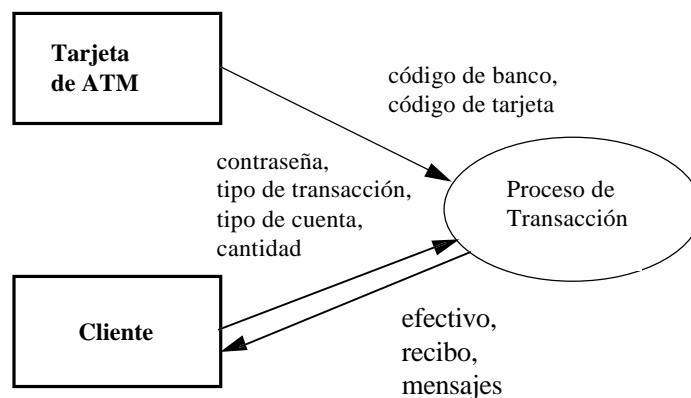 Tarjeta
de ATM
código de banco,
código de tarjeta
contraseña,
tipo de transacción,
tipo de cuenta,
cantidad
Proceso de
Transacción
Cliente
efectivo,
recibo,
mensajes